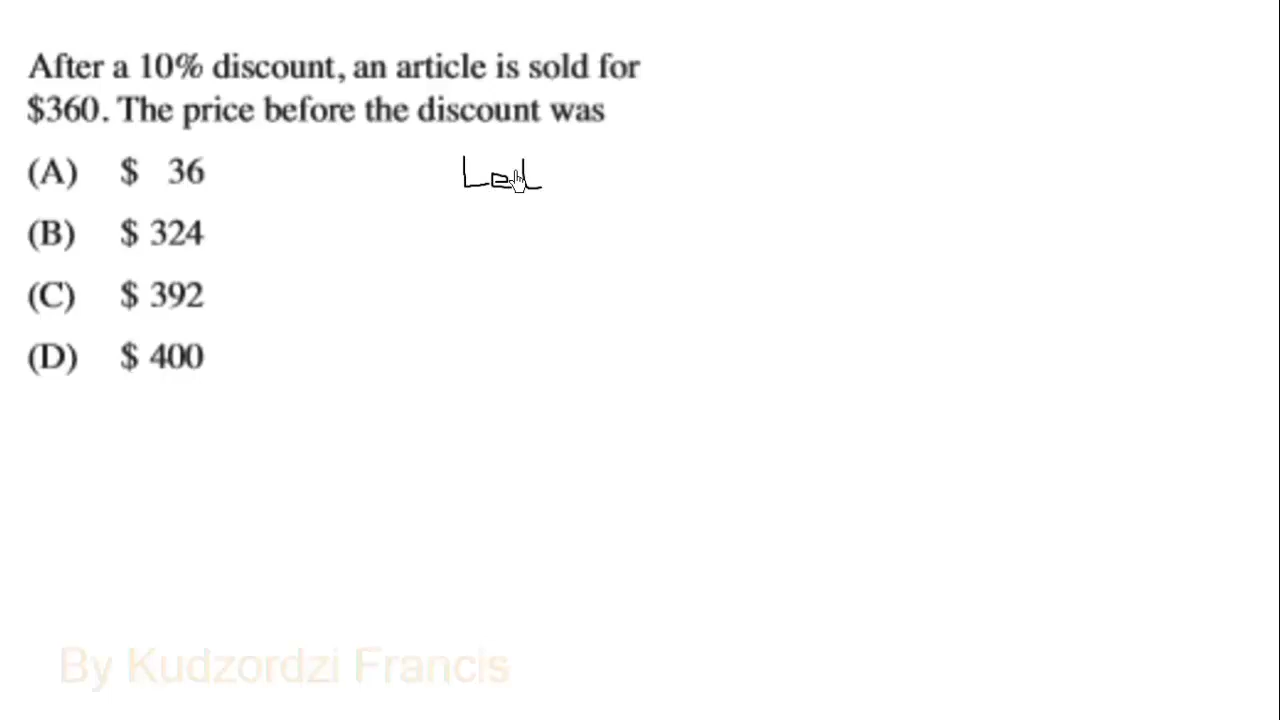 After a 10% discount, an article is sold for
$360. The price before the discount was
(A) $ 36
Let
(B) $ 324
(C) $ 392
(D) $ 400
By Kudzordzi Francis